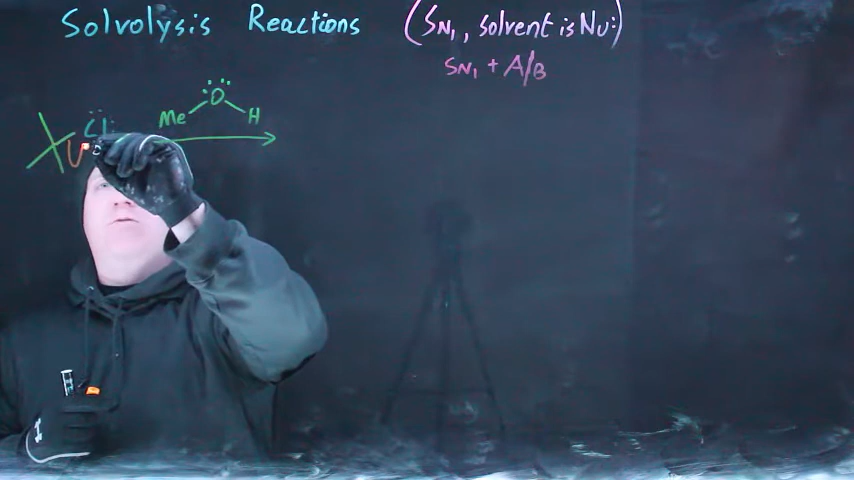 Solvolysis Reactions (SN1, solvent is Nu:)
SN1 + A/B
Cl Me O H